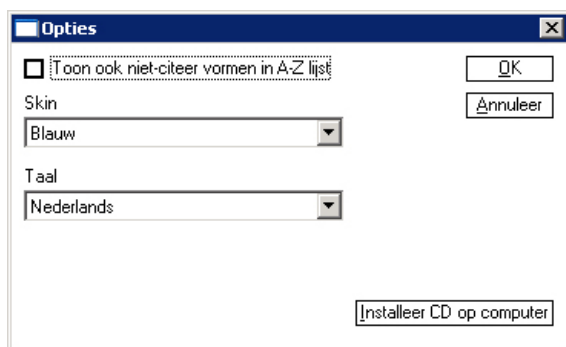 Opties
Toon ook niet-citeer vormen in A-Z lijst
OK
Skin
Annuleer
Blauw
Taal
Nederlands
Installeer CD op computer